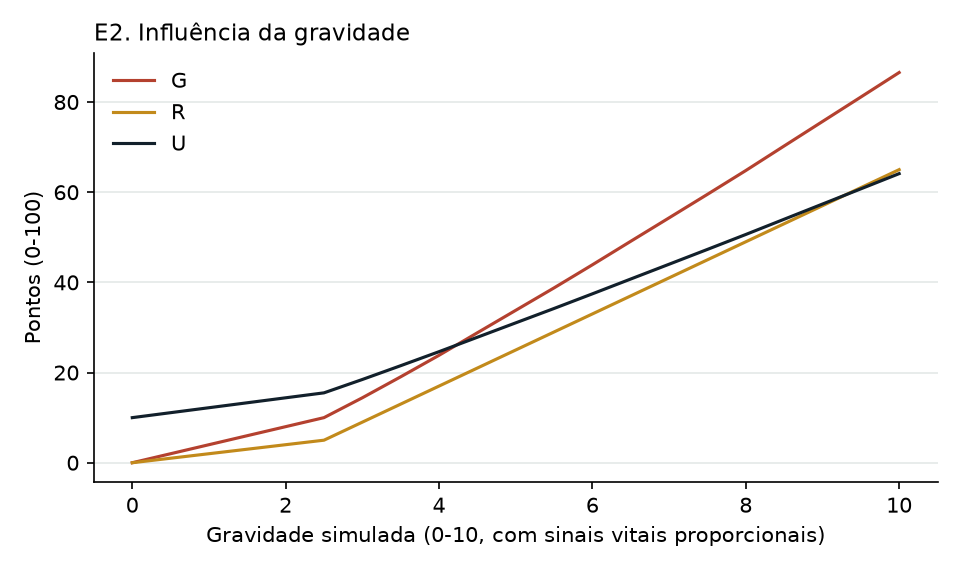 E2. Influência da gravidade
G
R
U
Pontos (0-100)
80
60
40
20
0
0 2 4 6 8 10
Gravidade simulada (0-10, com sinais vitais proporcionais)